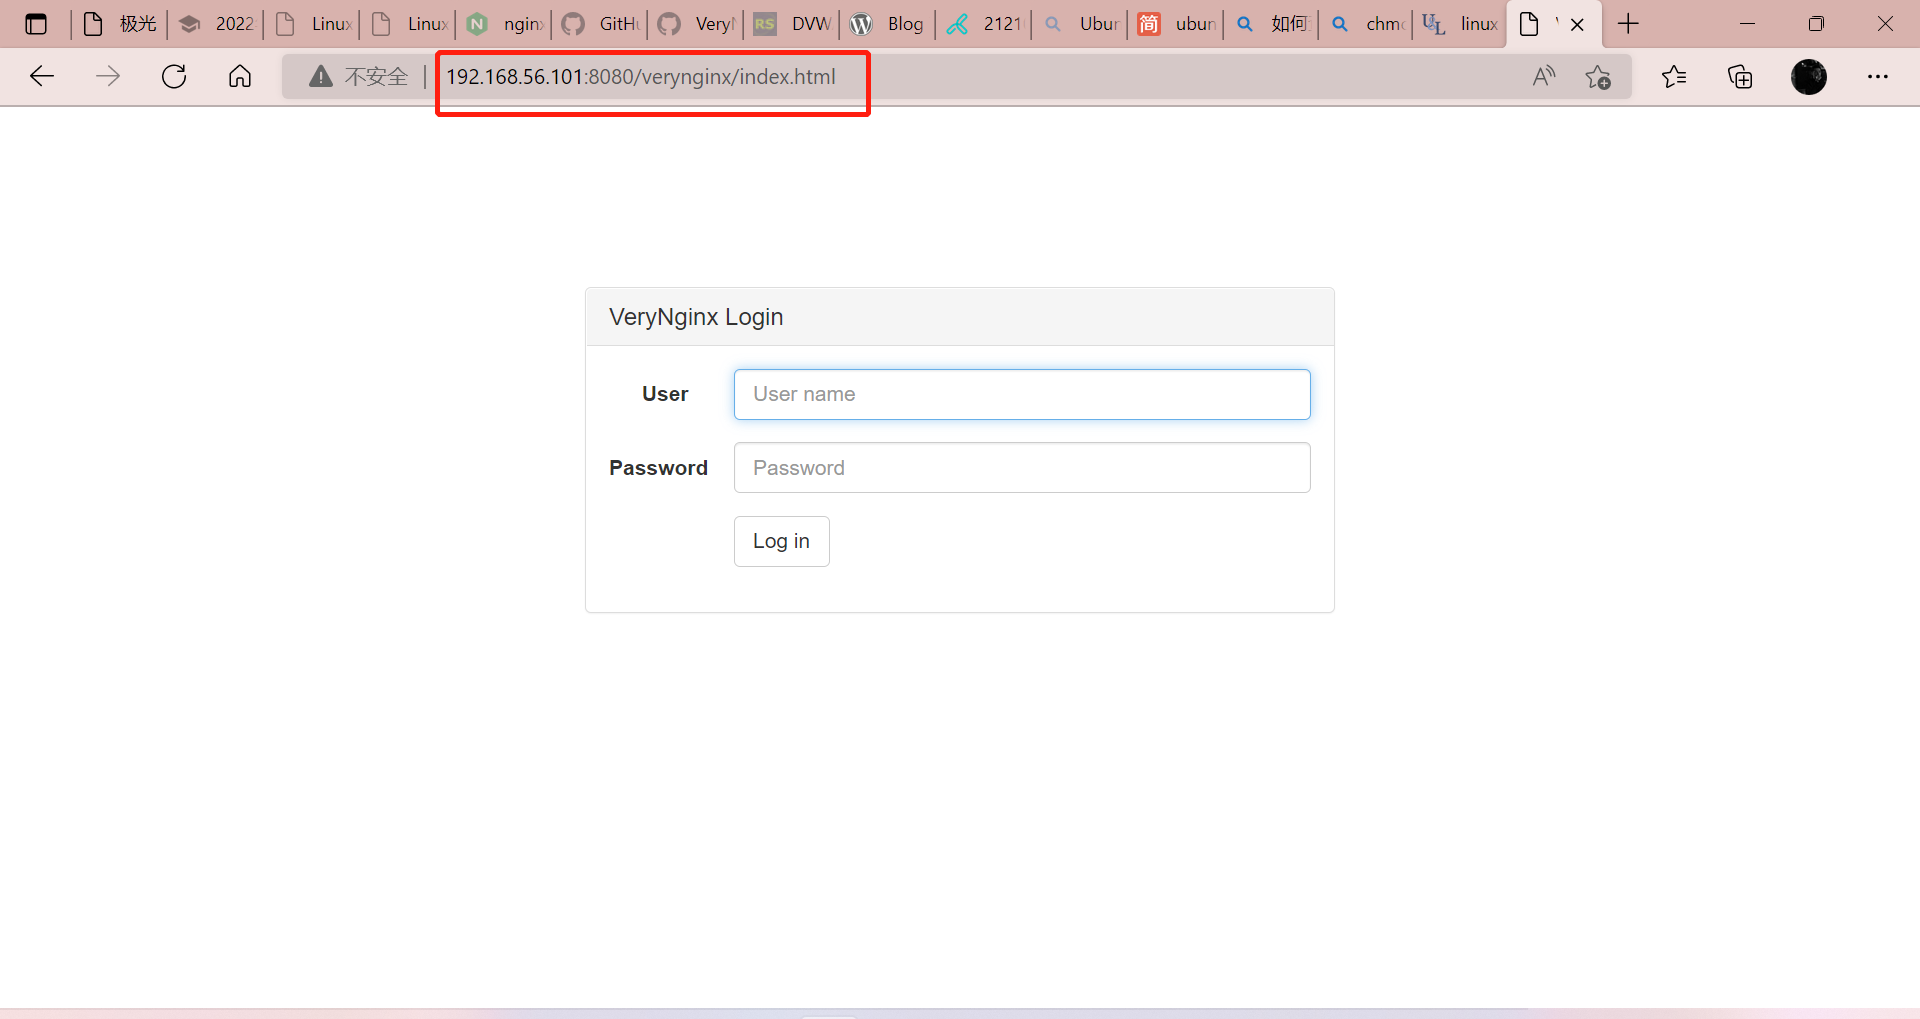 极光 2022 Linux Linux nginx GitHu VeryN DVW Blog 2121 Ubun ubun 如何 chmo linux
不安全 192.168.56.101:8080/verynginx/index.html
VeryNginx Login
User User name
Password Password
Log in